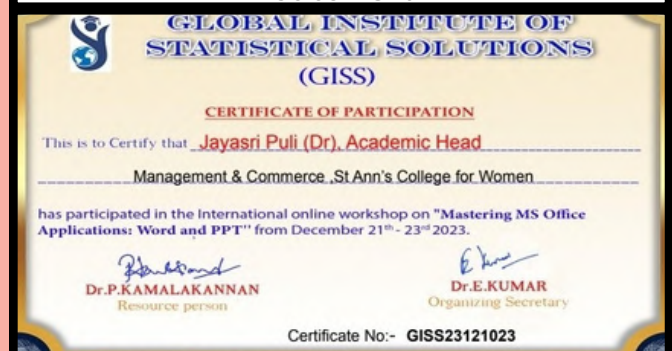 GLOBAL INSTITUTE OF
STATISTICAL SOLUTIONS
(GISS)
CERTIFICATE OF PARTICIPATION
This is to Certify that Jayasri Puli (Dr), Academic Head
Management & Commerce ,St Ann's College for Women
has participated in the International online workshop on "Mastering MS Office
Applications: Word and PPT" from December 21th - 23rd 2023.
Dr.P.KAMALAKANNAN
Resource person
Dr.E.KUMAR
Organizing Secretary
Certificate No:- GISS23121023